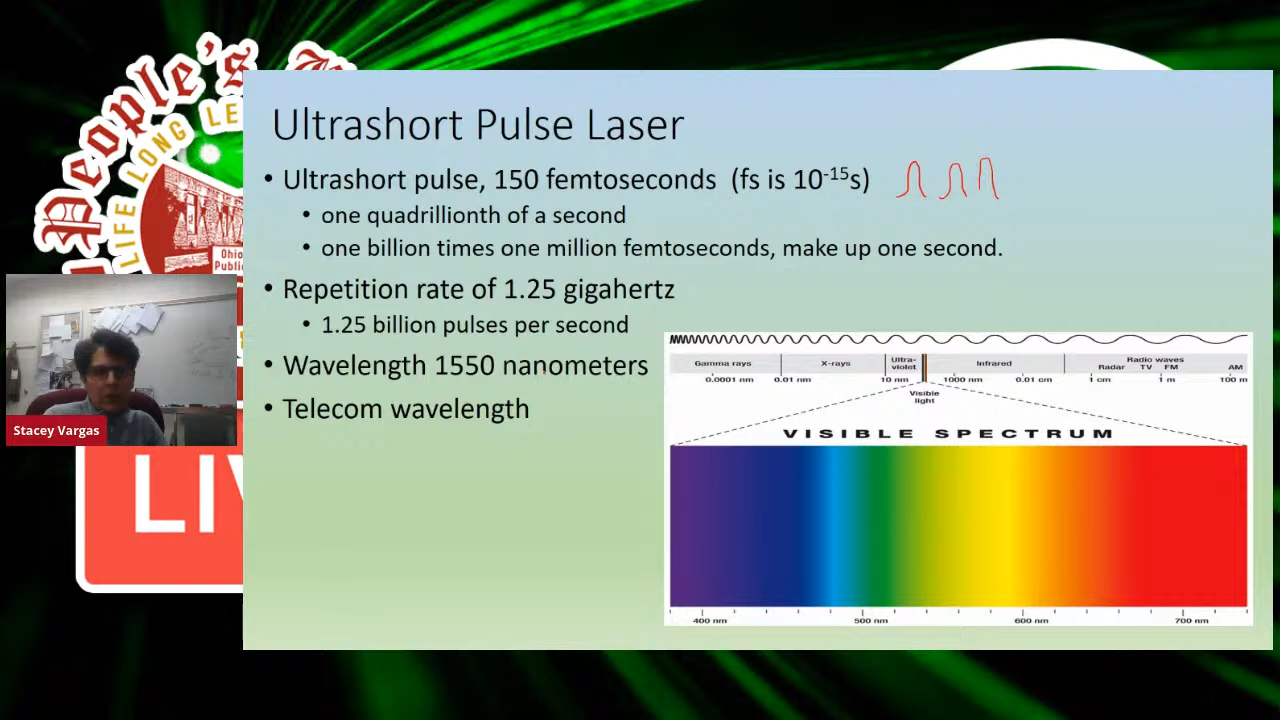 People's
LIFE LONG LE
Ohio
Public
LIV
Stacey Vargas
Ultrashort Pulse Laser
• Ultrashort pulse, 150 femtoseconds (fs is 10⁻¹⁵s)
• one quadrillionth of a second
• one billion times one million femtoseconds, make up one second.
• Repetition rate of 1.25 gigahertz
• 1.25 billion pulses per second
• Wavelength 1550 nanometers
• Telecom wavelength
Gamma rays X-rays Ultra-violet Infrared Radio waves
Radar TV FM AM
0.0001 nm 0.01 nm 10 nm 1000 nm 0.01 cm 1 cm 1 m 100 m
Visible
light
VISIBLE SPECTRUM
400 nm 500 nm 600 nm 700 nm